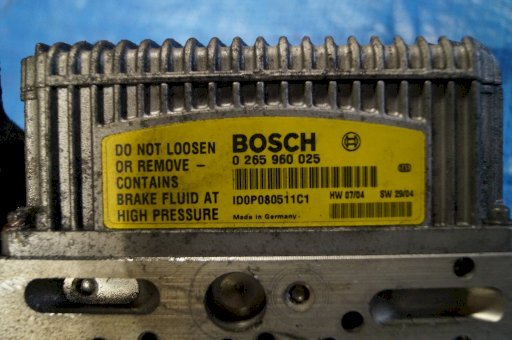 DO NOT LOOSEN
OR REMOVE –
CONTAINS
BRAKE FLUID AT
HIGH PRESSURE
BOSCH
0 265 960 025
ID0P080511C1
HW 07/04 SW 29/04
Made in Germany